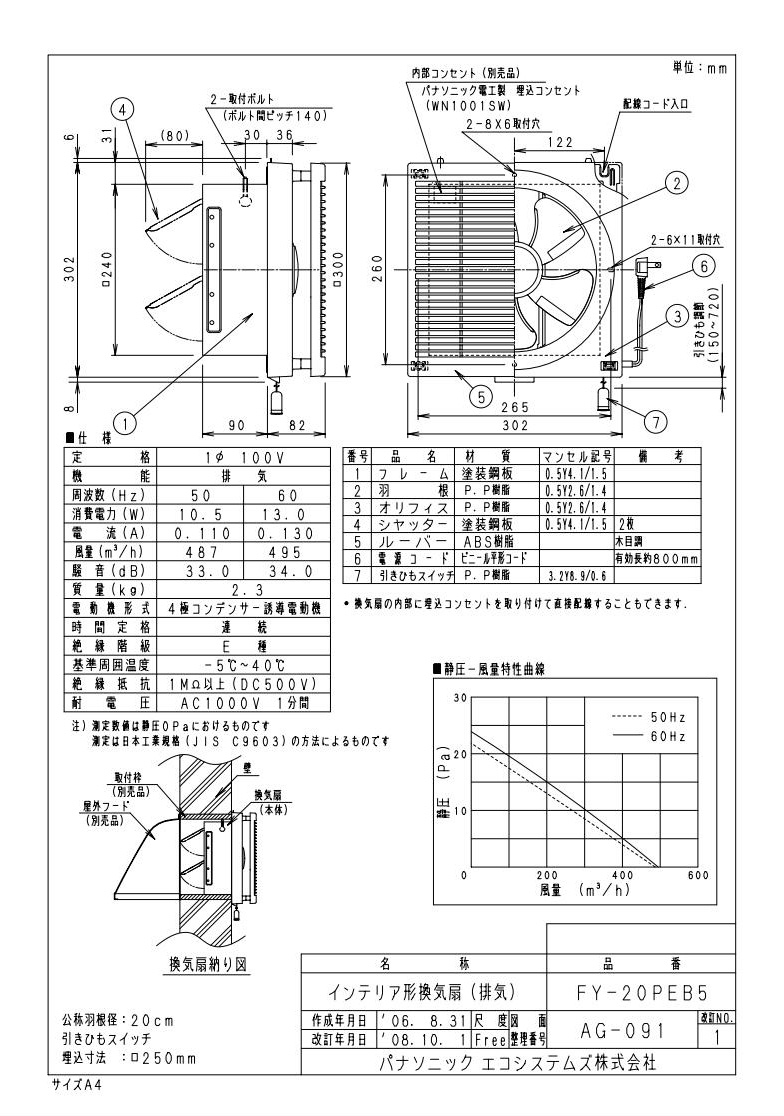 単位：mm
内部コンセント（別売品）
パナソニック電工製　埋込コンセント
（WN1001SW）
配線コード入口
2－取付ボルト
（ボルト間ピッチ140）
2－8×6取付穴
4
6
31
(80)
30
36
122
2
2－6×11取付穴
6
302
□240
□300
260
3
引きひも調節
（150～720）
8
1
90
82
5
265
302
7
■仕　様
定　格　1φ　100V
機　能　排　気
周波数（Hz）　50　60
消費電力（W）　10.5　13.0
電　流（A）　0.110　0.130
風量（m³/h）　487　495
騒　音（dB）　33.0　34.0
質　量（kg）　2.3
電動機形式　4極コンデンサー誘導電動機
時間定格　連　続
絶縁階級　E　種
基準周囲温度　－5℃～40℃
絶縁抵抗　1MΩ以上（DC500V）
耐　電　圧　AC1000V　1分間
注）測定数値は静圧0Paにおけるものです
測定は日本工業規格（JIS　C9603）の方法によるものです
番号　品　名　材　質　マンセル記号　備　考
1　フレーム　塗装鋼板　0.5Y4.1/1.5
2　羽　根　P.P樹脂　0.5Y2.6/1.4
3　オリフィス　P.P樹脂　0.5Y2.6/1.4
4　シャッター　塗装鋼板　0.5Y4.1/1.5　2枚
5　ルーバー　ABS樹脂　木目調
6　電源コード　ビニール平形コード　有効長約800mm
7　引きひもスイッチ　P.P樹脂　3.2Y8.9/0.6
＊換気扇の内部に埋込コンセントを取り付けて直接配線することもできます．
■静圧－風量特性曲線
30
50Hz
60Hz
20
静圧　（Pa）
10
0
200
400
600
風量　（m³/h）
壁
取付枠
（別売品）
換気扇
（本体）
屋外フード
（別売品）
換気扇納り図
名　称　品　番
インテリア形換気扇（排気）　FY－20PEB5
作成年月日　'06. 8.31　尺度　図面
改訂年月日　'08.10. 1　Free　整理番号
AG－091
改訂NO.
1
パナソニック　エコシステムズ株式会社
公称羽根径：20cm
引きひもスイッチ
埋込寸法　：□250mm
サイズA4